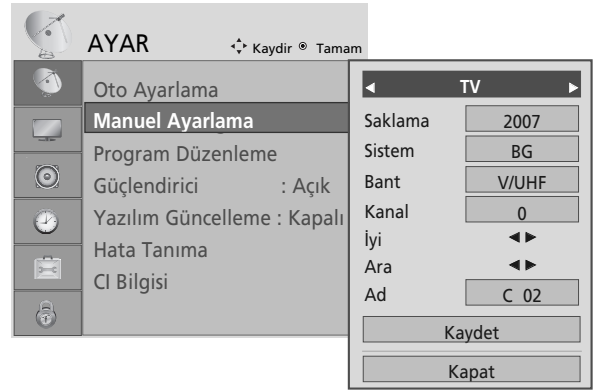 AYAR
Kaydir Tamam
Oto Ayarlama
Manuel Ayarlama
Program Düzenleme
Güçlendirici : Açık
Yazılım Güncelleme : Kapalı
Hata Tanıma
CI Bilgisi
TV
Saklama 2007
Sistem BG
Bant V/UHF
Kanal 0
İyi
Ara
Ad C 02
Kaydet
Kapat